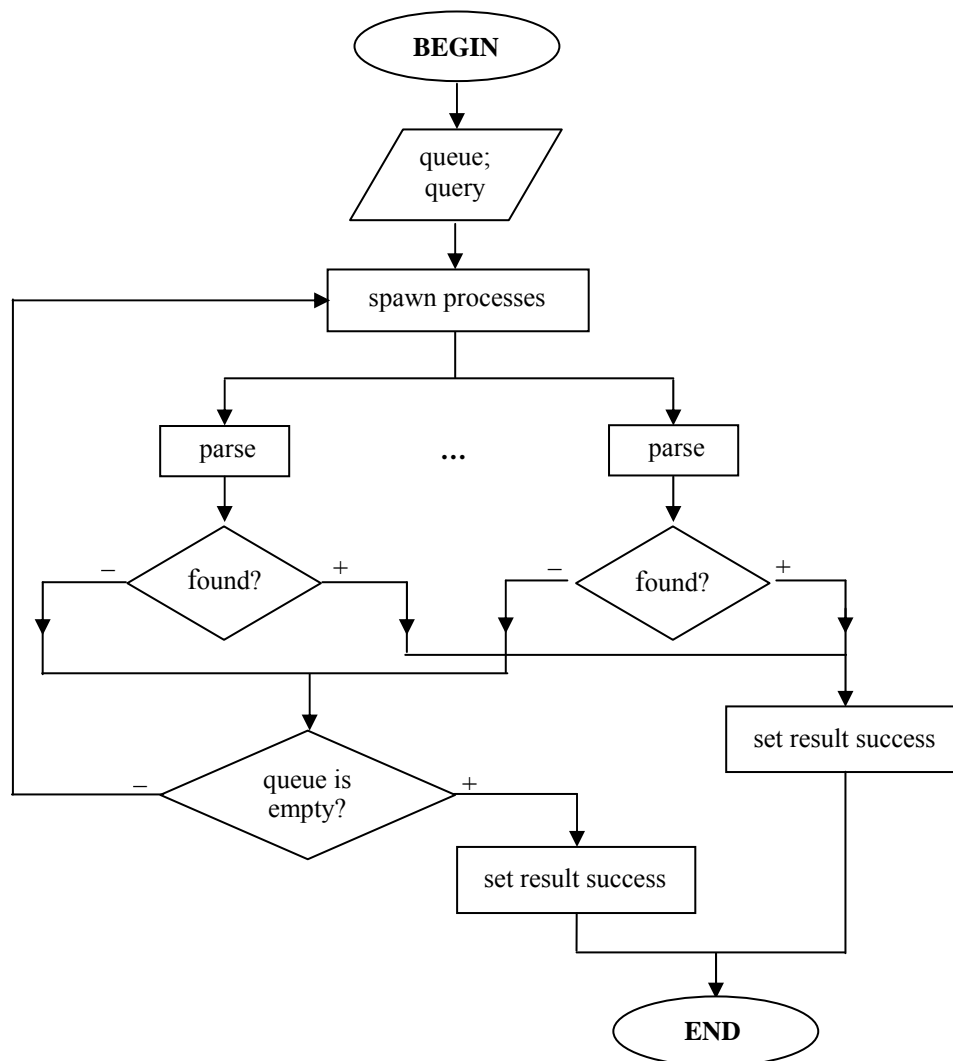 BEGIN
queue;
query
spawn processes
parse
...
parse
–
found?
+
–
found?
+
set result success
–
queue is
empty?
+
set result success
END